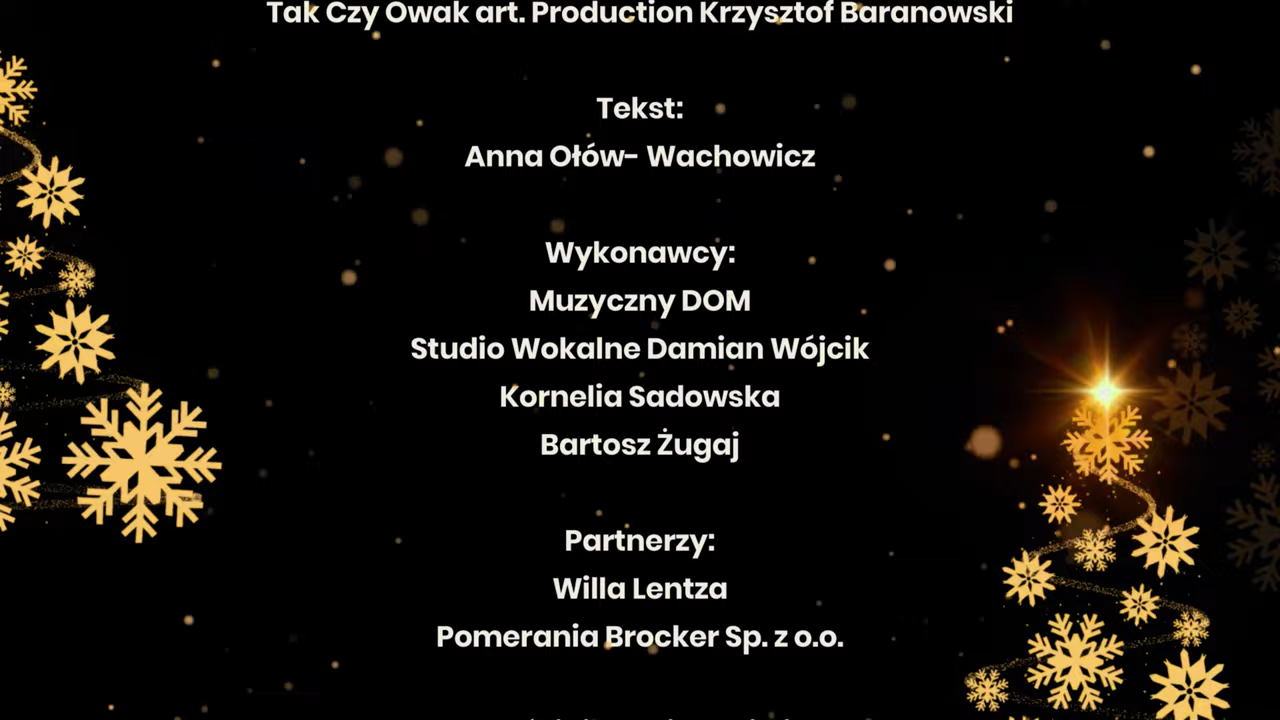 Tak Czy Owak art. Production Krzysztof Baranowski
Tekst:
Anna Ołów- Wachowicz
Wykonawcy:
Muzyczny DOM
Studio Wokalne Damian Wójcik
Kornelia Sadowska
Bartosz Żugaj
Partnerzy:
Willa Lentza
Pomerania Brocker Sp. z o.o.